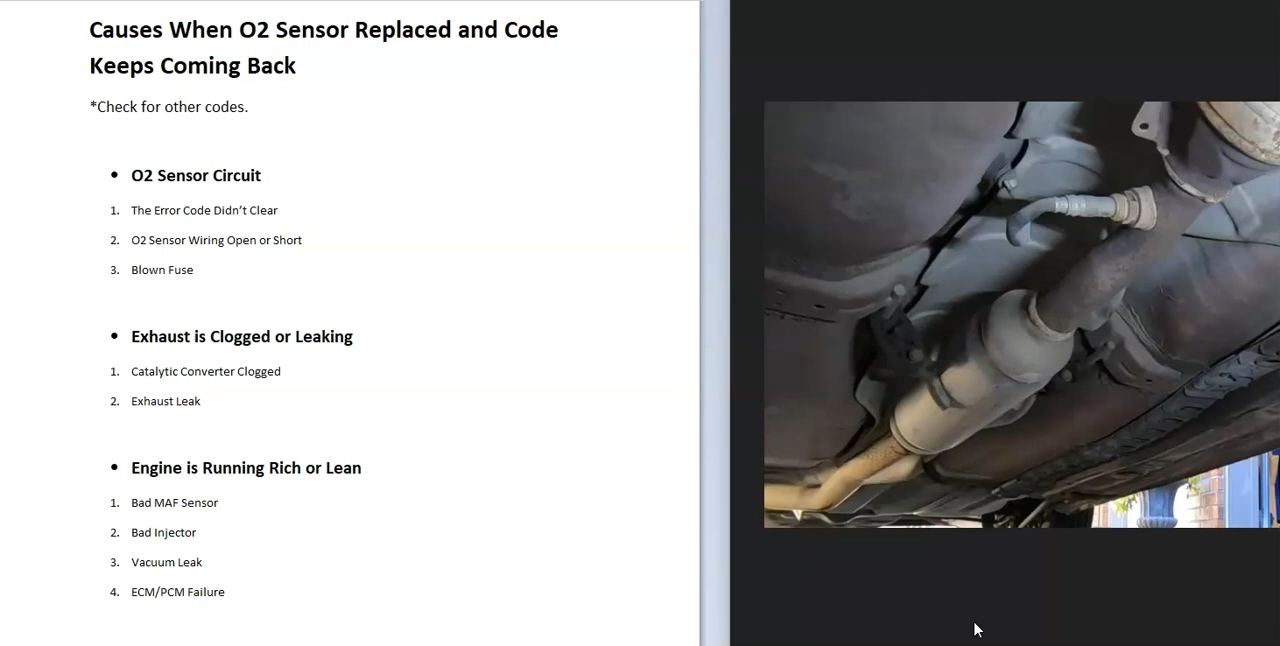 Causes When O2 Sensor Replaced and Code
Keeps Coming Back
*Check for other codes.
• O2 Sensor Circuit
1. The Error Code Didn’t Clear
2. O2 Sensor Wiring Open or Short
3. Blown Fuse
• Exhaust is Clogged or Leaking
1. Catalytic Converter Clogged
2. Exhaust Leak
• Engine is Running Rich or Lean
1. Bad MAF Sensor
2. Bad Injector
3. Vacuum Leak
4. ECM/PCM Failure